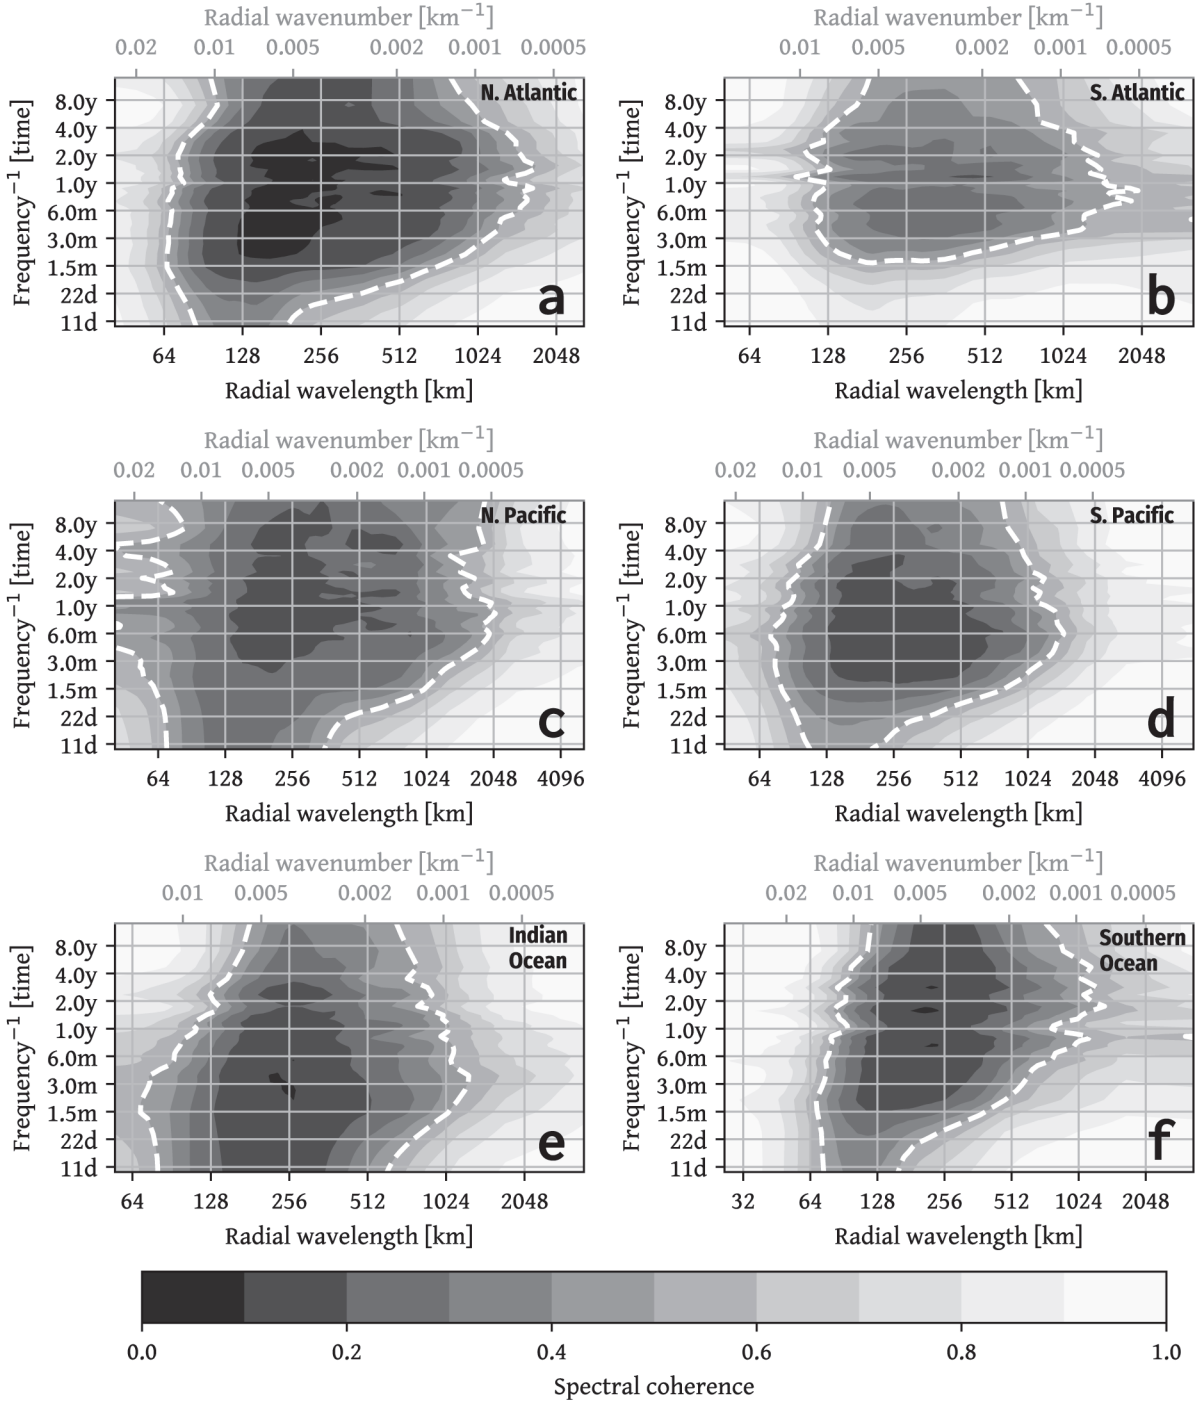 Radial wavenumber [km−1]
0.02 0.01 0.005 0.002 0.001 0.0005
Frequency−1 [time]
8.0y
4.0y
2.0y
1.0y
6.0m
3.0m
1.5m
22d
11d
N. Atlantic
a
64 128 256 512 1024 2048
Radial wavelength [km]
Radial wavenumber [km−1]
0.01 0.005 0.002 0.001 0.0005
Frequency−1 [time]
8.0y
4.0y
2.0y
1.0y
6.0m
3.0m
1.5m
22d
11d
S. Atlantic
b
64 128 256 512 1024 2048
Radial wavelength [km]
Radial wavenumber [km−1]
0.02 0.01 0.005 0.002 0.001 0.0005
Frequency−1 [time]
8.0y
4.0y
2.0y
1.0y
6.0m
3.0m
1.5m
22d
11d
N. Pacific
c
64 128 256 512 1024 2048 4096
Radial wavelength [km]
Radial wavenumber [km−1]
0.02 0.01 0.005 0.002 0.001 0.0005
Frequency−1 [time]
8.0y
4.0y
2.0y
1.0y
6.0m
3.0m
1.5m
22d
11d
S. Pacific
d
64 128 256 512 1024 2048 4096
Radial wavelength [km]
Radial wavenumber [km−1]
0.01 0.005 0.002 0.001 0.0005
Frequency−1 [time]
8.0y
4.0y
2.0y
1.0y
6.0m
3.0m
1.5m
22d
11d
Indian
Ocean
e
64 128 256 512 1024 2048
Radial wavelength [km]
Radial wavenumber [km−1]
0.02 0.01 0.005 0.002 0.001 0.0005
Frequency−1 [time]
8.0y
4.0y
2.0y
1.0y
6.0m
3.0m
1.5m
22d
11d
Southern
Ocean
f
32 64 128 256 512 1024 2048
Radial wavelength [km]
0.0 0.2 0.4 0.6 0.8 1.0
Spectral coherence